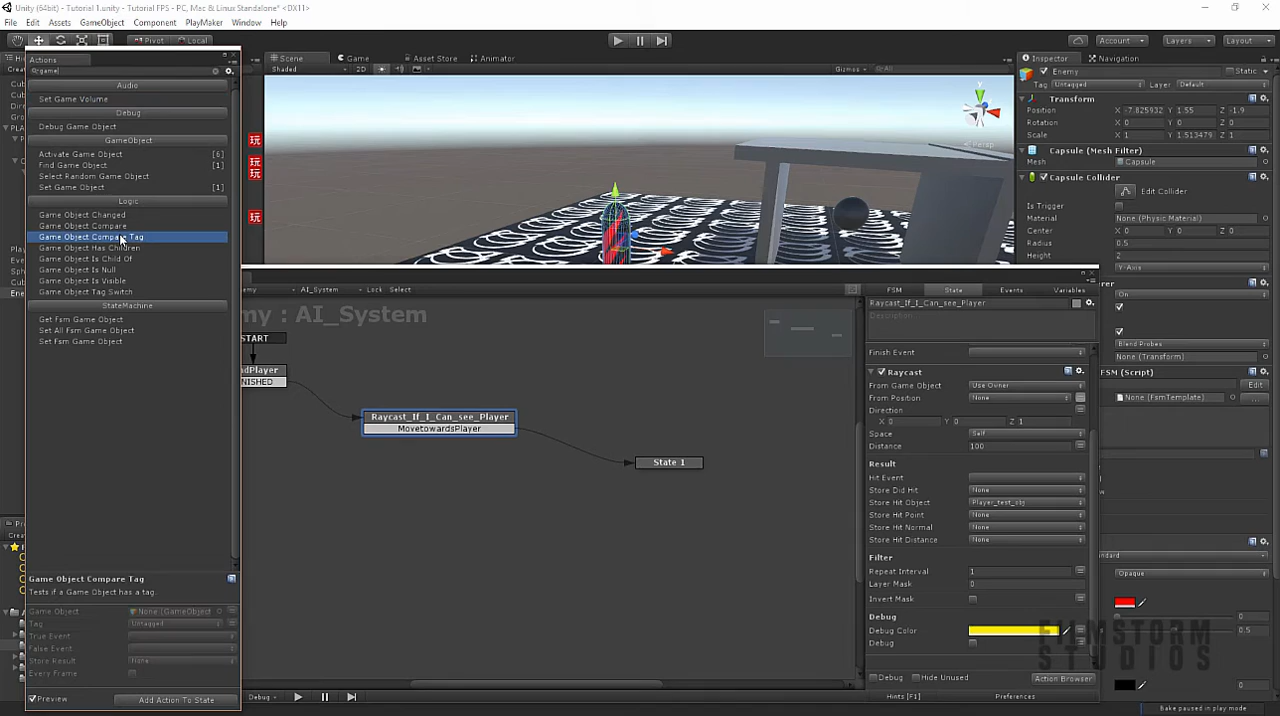 Unity (64bit) - Tutorial 1.unity - Tutorial FPS - PC, Mac & Linux Standalone* <DX11>
File Edit Assets GameObject Component PlayMaker Window Help
Pivot Local Account Layers Layout
Actions
game
Audio
Set Game Volume
Debug
Debug Game Object
GameObject
Activate Game Object [6]
Find Game Object [1]
Select Random Game Object
Set Game Object [1]
Logic
Game Object Changed
Game Object Compare
Game Object Compare Tag
Game Object Has Children
Game Object Is Child Of
Game Object Is Null
Game Object Is Visible
Game Object Tag Switch
StateMachine
Get Fsm Game Object
Set All Fsm Game Object
Set Fsm Game Object
Game Object Compare Tag
Tests if a Game Object has a tag.
Game Object None (GameObject
Tag Untagged
True Event
False Event
Store Result None
Every Frame
Preview Add Action To State
Scene Game Asset Store Animator
Shaded 2D Gizmos All
玩
玩
玩
玩
y
Persp
AI_System Lock Select
my : AI_System
START
ndPlayer
INISHED
Raycast_If_I_Can_see_Player
MovetowardsPlayer
State 1
Debug
FSM State Events Variables
Raycast_If_I_Can_see_Player
Description...
Finish Event
Raycast
From Game Object Use Owner
From Position None
Direction
X 0 Y 0 Z 1
Space Self
Distance 100
Result
Hit Event
Store Did Hit None
Store Hit Object Player_test_obj
Store Hit Point None
Store Hit Normal None
Store Hit Distance None
Filter
Repeat Interval 1
Layer Mask 0
Invert Mask
Debug
Debug Color
Debug
Debug Hide Unused Action Browser
Hints [F1] Preferences
Inspector Navigation
Enemy Static
Tag Untagged Layer Default
Transform
Position X -7.825932 Y 1.55 Z -1.9
Rotation X 0 Y 0 Z 0
Scale X 1 Y 1.513479 Z 1
Capsule (Mesh Filter)
Mesh Capsule
Capsule Collider
Edit Collider
Is Trigger
Material None (Physic Material)
Center X 0 Y 0 Z 0
Radius 0.5
Height 2
Y-Axis
erer
On
Blend Probes
None (Transform)
FSM (Script) Edit
None (FsmTemplate)
andard
Opaque
0
0.5
0
FILMSTORM
STUDIOS
Bake paused in play mode